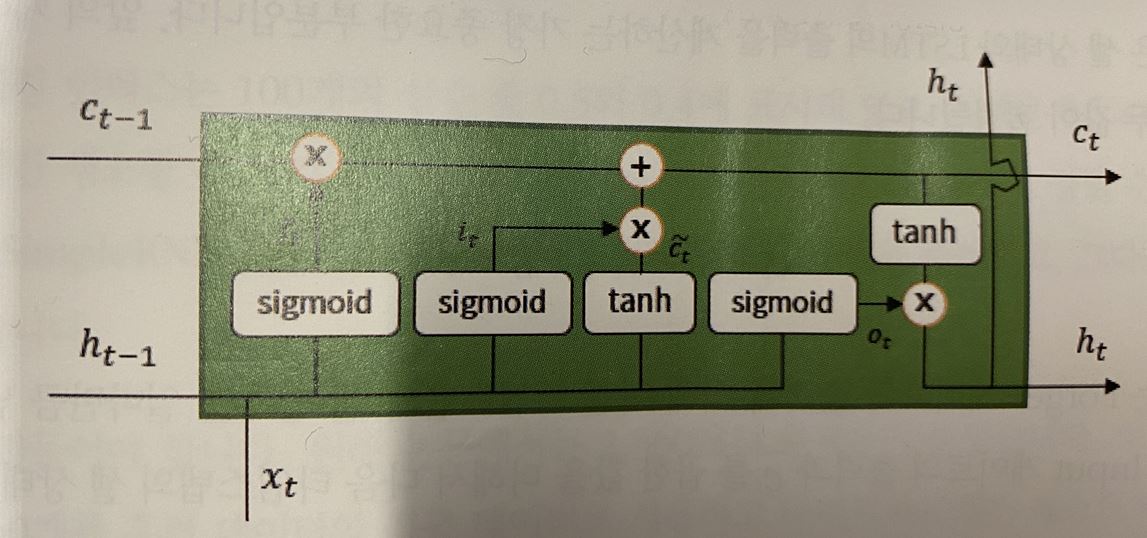 h_t
c_{t-1}
c_t
x
+
i_t
x
c̃_t
tanh
sigmoid
sigmoid
tanh
sigmoid
x
o_t
h_{t-1}
h_t
x_t